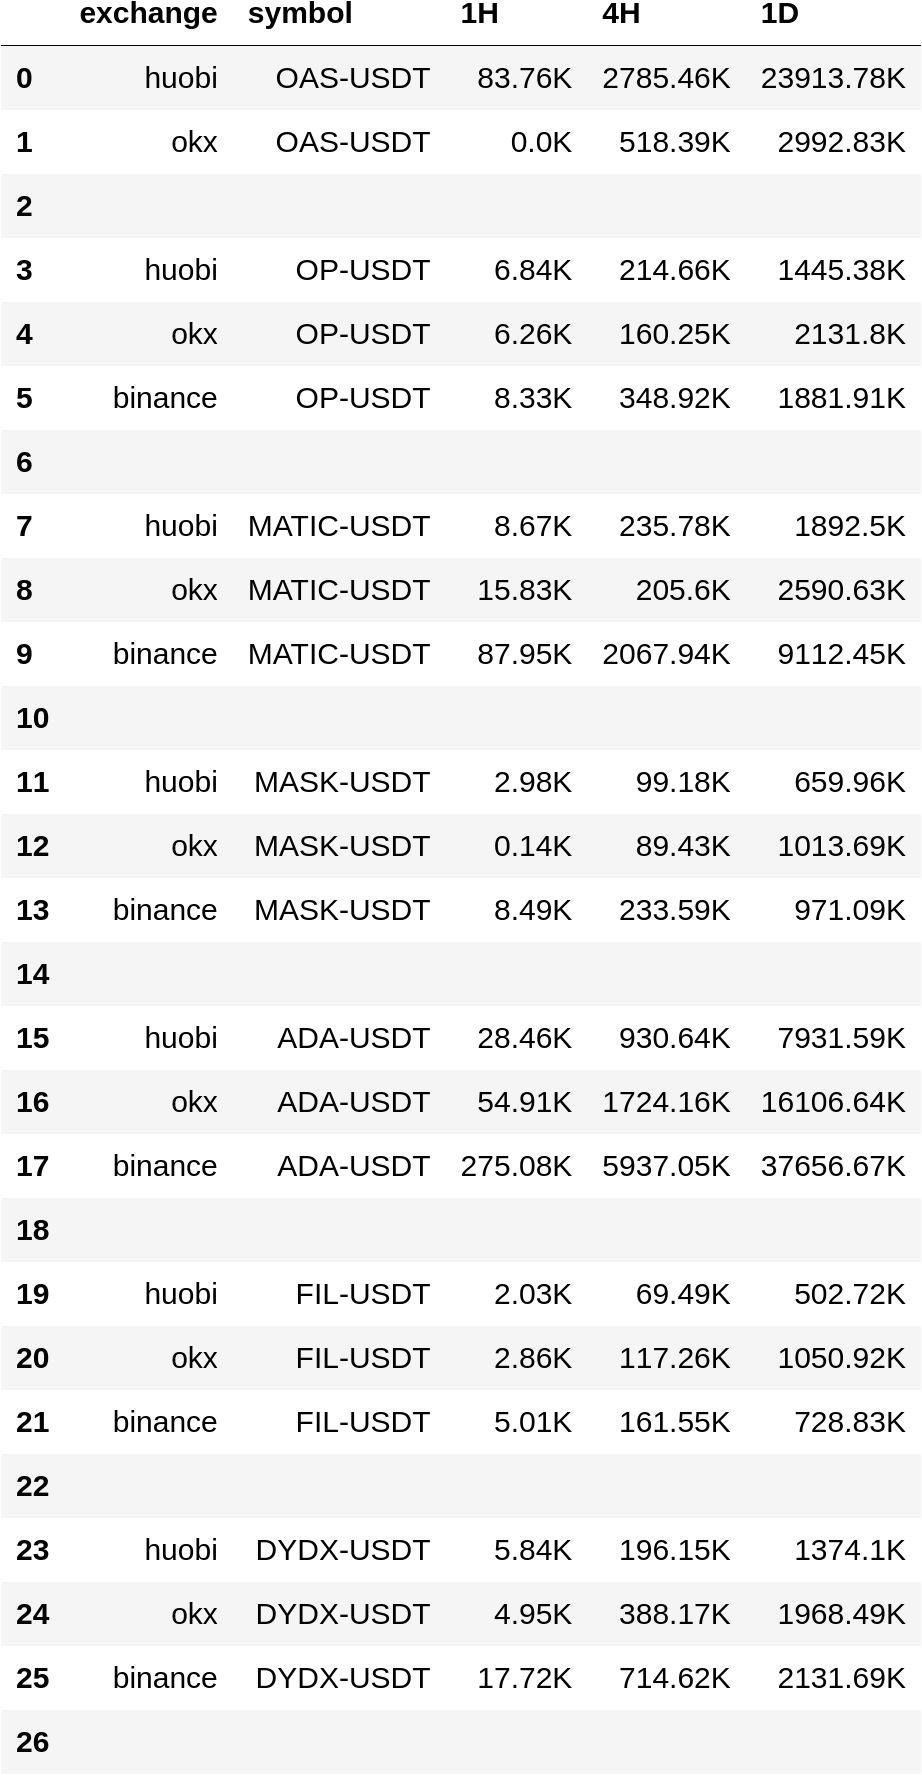 exchange symbol 1H 4H 1D
0 huobi OAS-USDT 83.76K 2785.46K 23913.78K
1 okx OAS-USDT 0.0K 518.39K 2992.83K
2
3 huobi OP-USDT 6.84K 214.66K 1445.38K
4 okx OP-USDT 6.26K 160.25K 2131.8K
5 binance OP-USDT 8.33K 348.92K 1881.91K
6
7 huobi MATIC-USDT 8.67K 235.78K 1892.5K
8 okx MATIC-USDT 15.83K 205.6K 2590.63K
9 binance MATIC-USDT 87.95K 2067.94K 9112.45K
10
11 huobi MASK-USDT 2.98K 99.18K 659.96K
12 okx MASK-USDT 0.14K 89.43K 1013.69K
13 binance MASK-USDT 8.49K 233.59K 971.09K
14
15 huobi ADA-USDT 28.46K 930.64K 7931.59K
16 okx ADA-USDT 54.91K 1724.16K 16106.64K
17 binance ADA-USDT 275.08K 5937.05K 37656.67K
18
19 huobi FIL-USDT 2.03K 69.49K 502.72K
20 okx FIL-USDT 2.86K 117.26K 1050.92K
21 binance FIL-USDT 5.01K 161.55K 728.83K
22
23 huobi DYDX-USDT 5.84K 196.15K 1374.1K
24 okx DYDX-USDT 4.95K 388.17K 1968.49K
25 binance DYDX-USDT 17.72K 714.62K 2131.69K
26